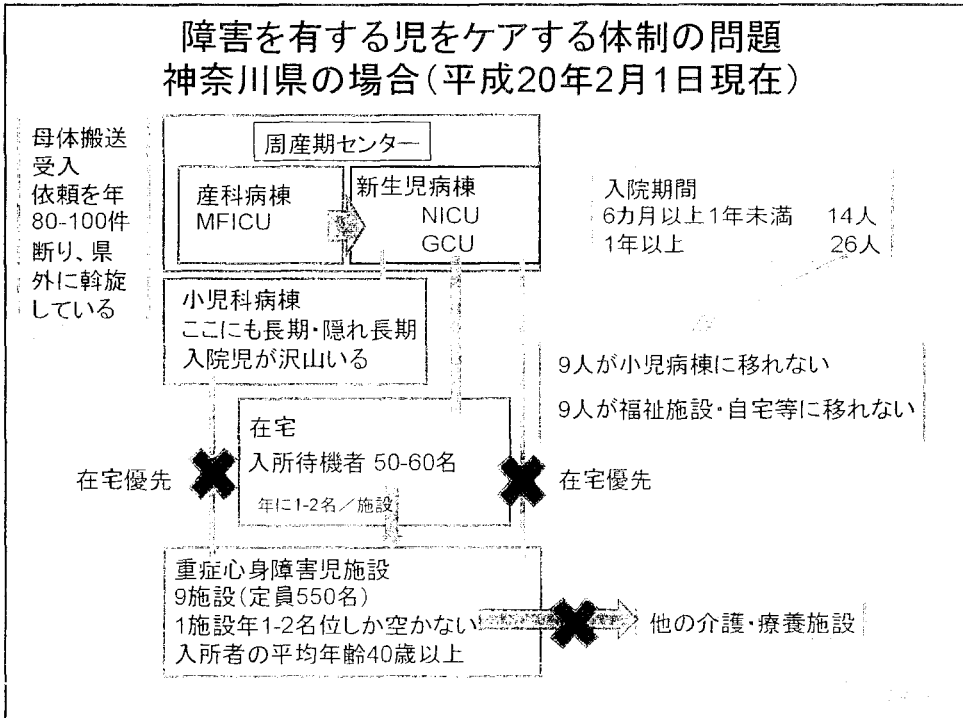 障害を有する児をケアする体制の問題
神奈川県の場合(平成20年2月1日現在)
母体搬送
受入
依頼を年
80-100件
断り、県
外に斡旋
している
周産期センター
産科病棟
MFICU
新生児病棟
NICU
GCU
入院期間
6カ月以上1年未満 14人
1年以上 26人
小児科病棟
ここにも長期・隠れ長期
入院児が沢山いる
9人が小児病棟に移れない
9人が福祉施設・自宅等に移れない
在宅
入所待機者 50-60名
年に1-2名/施設
在宅優先
在宅優先
重症心身障害児施設
9施設(定員550名)
1施設年1-2名位しか空かない
入所者の平均年齢40歳以上
他の介護・療養施設